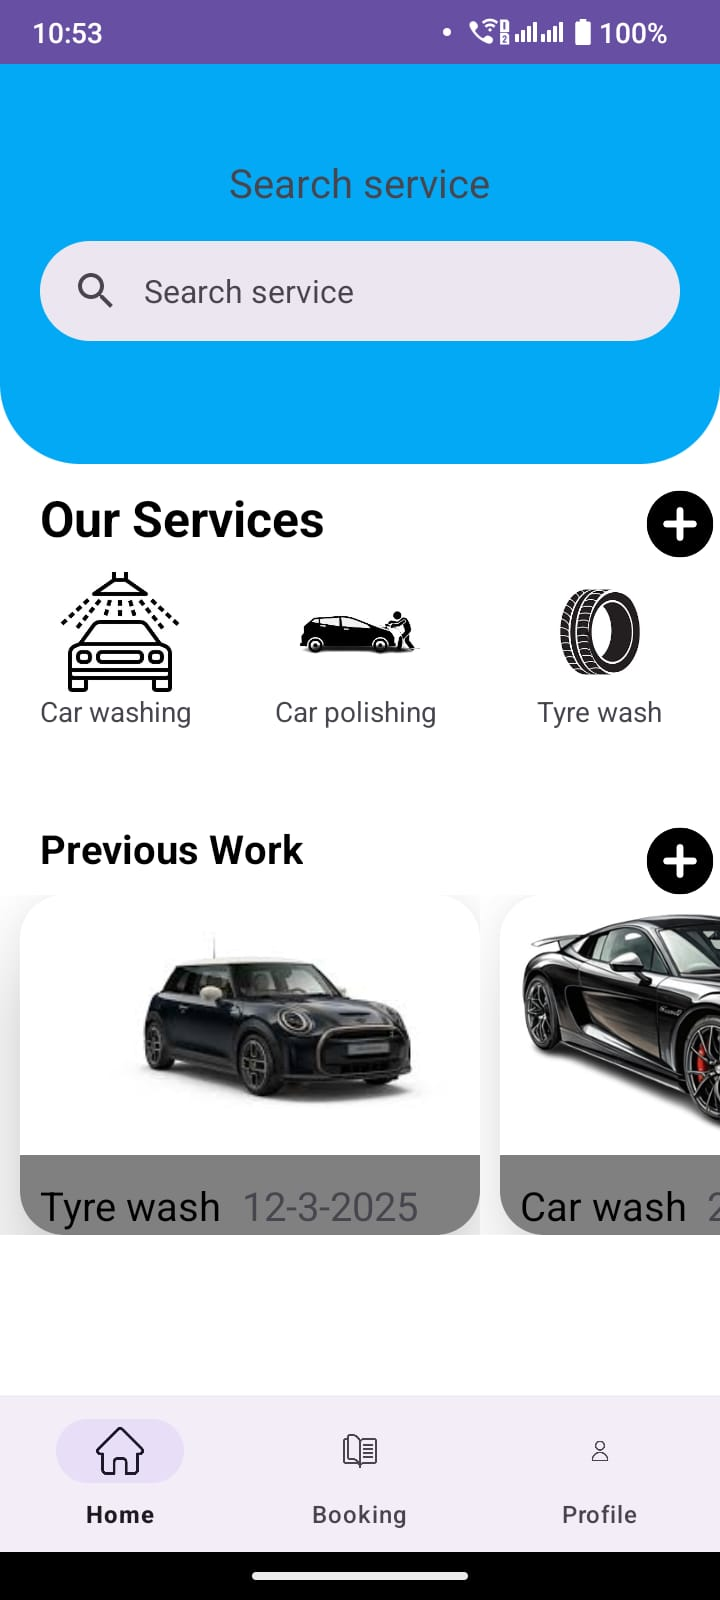 10:53
100%
Search service
Search service
Our Services
Car washing Car polishing Tyre wash
Previous Work
Tyre wash 12-3-2025 Car wash
Home Booking Profile